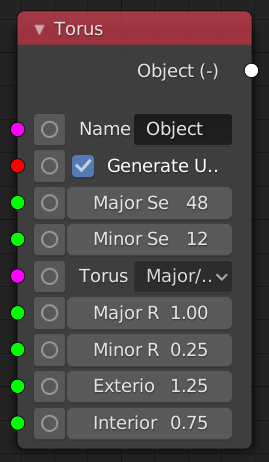 Torus
Object (-)
Name Object
Generate U..
Major Se 48
Minor Se 12
Torus Major/..
Major R 1.00
Minor R 0.25
Exterio 1.25
Interior 0.75